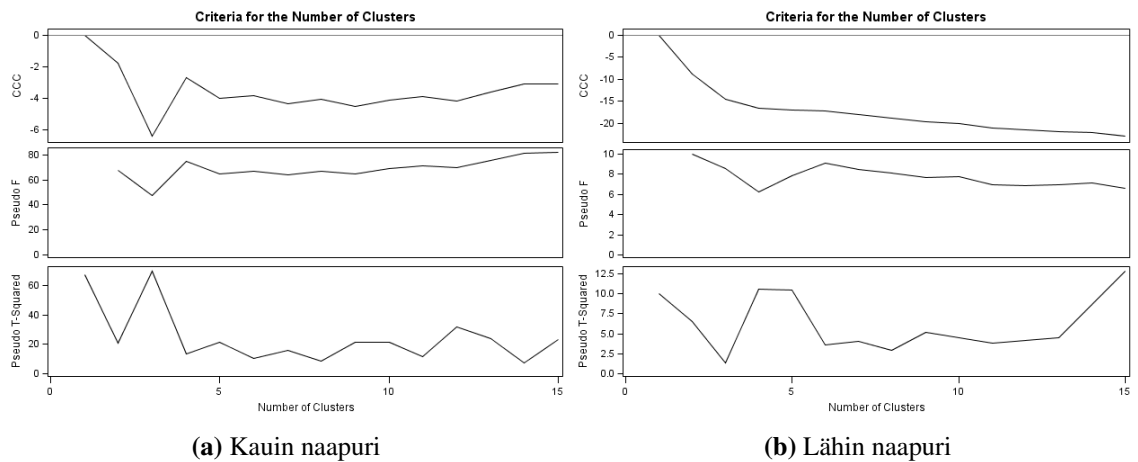 Criteria for the Number of Clusters
0
-2
-4
-6
CCC
80
60
40
20
0
Pseudo F
60
40
20
0
Pseudo T-Squared
0 5 10 15
Number of Clusters
(a) Kauin naapuri
Criteria for the Number of Clusters
0
-5
-10
-15
-20
CCC
10
8
6
4
2
0
Pseudo F
12.5
10.0
7.5
5.0
2.5
0.0
Pseudo T-Squared
0 5 10 15
Number of Clusters
(b) Lähin naapuri